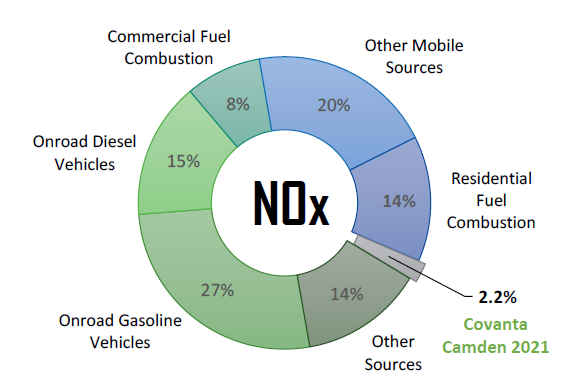 Commercial Fuel
Combustion
Other Mobile
Sources
8%
20%
Onroad Diesel
Vehicles
15%
NOx
14%
Residential
Fuel
Combustion
27%
14%
2.2%
Covanta
Camden 2021
Onroad Gasoline
Vehicles
Other
Sources